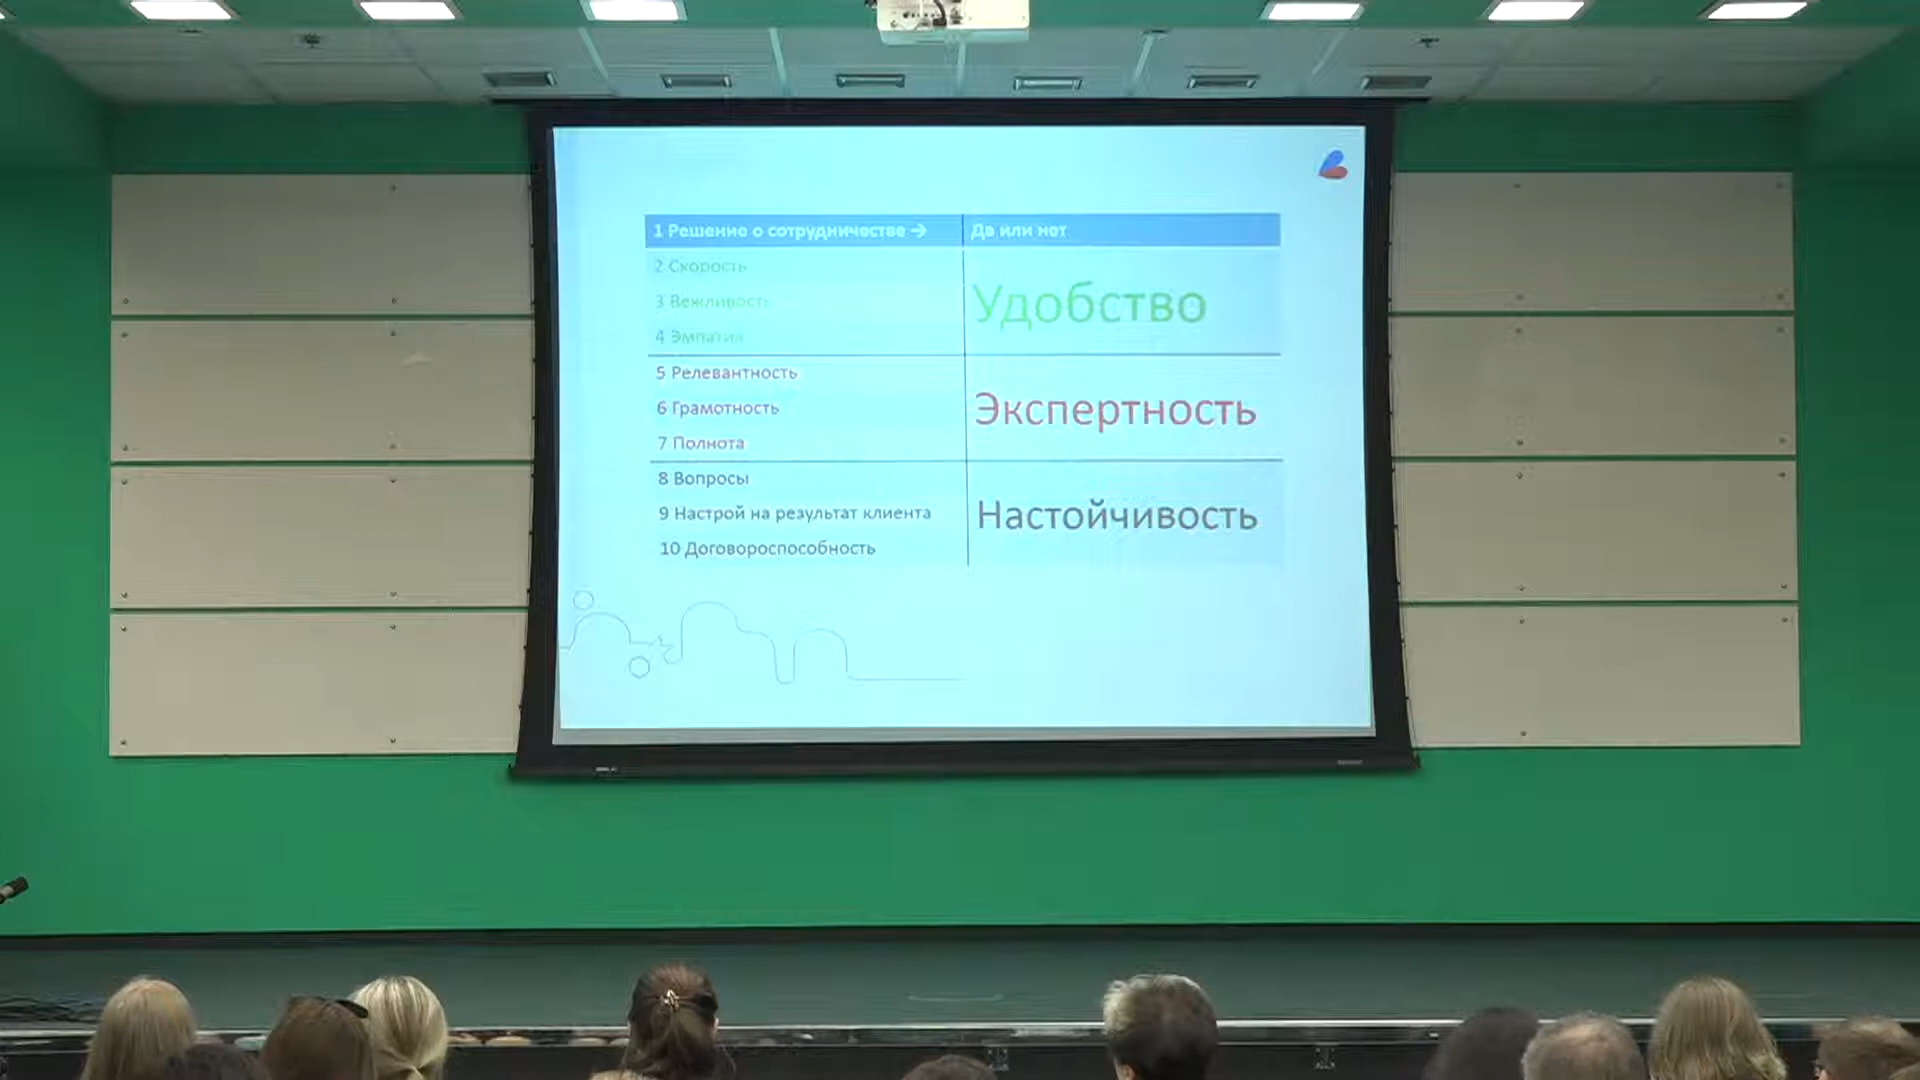 1 Решение о сотрудничестве → Да или нет
2 Скорость
3 Вежливость
4 Эмпатия
Удобство
5 Релевантность
6 Грамотность
7 Полнота
Экспертность
8 Вопросы
9 Настрой на результат клиента
10 Договороспособность
Настойчивость